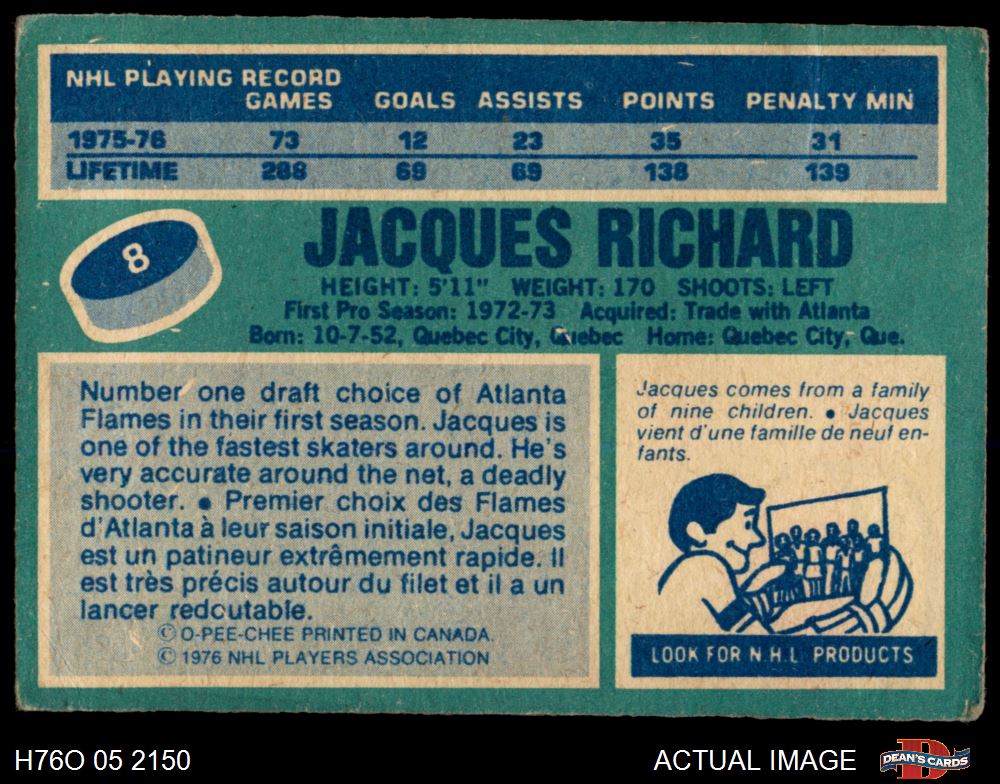 NHL PLAYING RECORD
GAMES GOALS ASSISTS POINTS PENALTY MIN
1975-76 73 12 23 35 31
LIFETIME 288 69 69 138 139
8
JACQUES RICHARD
HEIGHT: 5'11" WEIGHT: 170 SHOOTS: LEFT
First Pro Season: 1972-73 Acquired: Trade with Atlanta
Born: 10-7-52, Quebec City, Quebec Home: Quebec City, Que.
Number one draft choice of Atlanta
Flames in their first season. Jacques is
one of the fastest skaters around. He's
very accurate around the net, a deadly
shooter. • Premier choix des Flames
d'Atlanta à leur saison initiale, Jacques
est un patineur extrêmement rapide. Il
est très précis autour du filet et il a un
lancer redcutable.
© O-PEE-CHEE PRINTED IN CANADA.
© 1976 NHL PLAYERS ASSOCIATION
Jacques comes from a family
of nine children. • Jacques
vient d'une famille de neuf en-
fants.
LOOK FOR N.H.L PRODUCTS
H76O 05 2150
ACTUAL IMAGE
DEAN'S CARDS